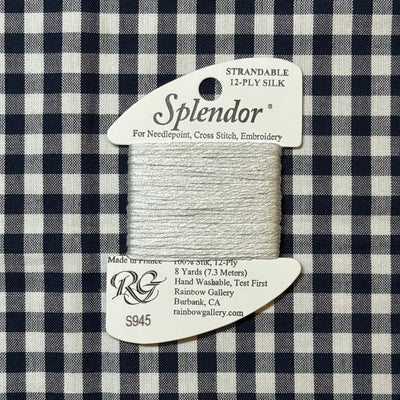 STRANDABLE
12-PLY SILK
Splendor ®
For Needlepoint, Cross Stitch, Embroidery
Made in France
100% Silk, 12-Ply
8 Yards (7.3 Meters)
Hand Washable, Test First
Rainbow Gallery
Burbank, CA
rainbowgallery.com
RG
S945